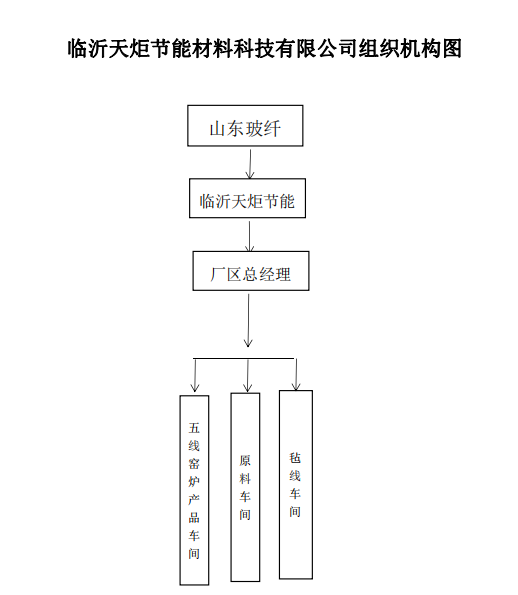 临沂天炬节能材料科技有限公司组织机构图
山东玻纤
临沂天炬节能
厂区总经理
五线窑炉产品车间
原料车间
毡线车间